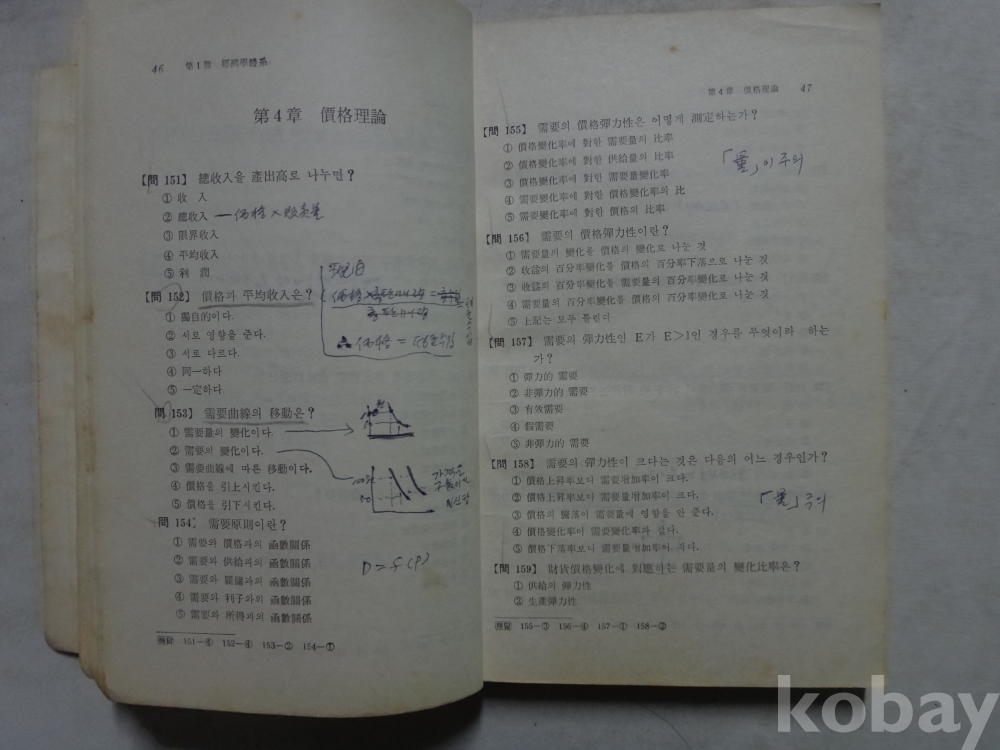 46 第1篇 經濟學體系
第4章 價格理論
【問 151】 總收入을 產出高로 나누면?
① 收 入
② 總收入 — 価格×販売量
③ 限界收入
④ 平均收入
⑤ 利 潤
【問 152】 價格과 平均收入은?
① 獨自的이다.
② 서로 영향을 준다.
③ 서로 다르다.
④ 同一하다
⑤ 一定하다.
問 153】 需要曲線의 移動은?
① 需要量의 變化이다.
② 需要의 變化이다.
③ 需要曲線에 따른 移動이다.
④ 價格을 引上시킨다.
⑤ 價格을 引下시킨다.
問 154】 需要原則이란?
① 需要와 價格과의 函數關係
② 需要와 供給과의 函數關係
③ 需要와 雇傭과의 函數關係
④ 需要와 利子와의 函數關係
⑤ 需要와 所得과의 函數關係
D = f(P)
151—④ 152—④ 153—② 154—①
第4章 價格理論 47
【問 155】 需要의 價格彈力性은 어떻게 測定하는가?
① 價格變化率에 對한 需要量의 比率
② 價格變化率에 對한 供給量의 比率
③ 價格變化率에 對한 需要量變化率
④ 需要變化率에 對한 價格變化率의 比
⑤ 需要變化率에 對한 價格의 比率
「量」이 주의
【問 156】 需要의 價格彈力性이란?
① 需要量의 變化를 價格의 變化로 나눈 것
② 收益의 百分率變化를 價格의 百分率下落으로 나눈 것
③ 收益의 百分率變化를 價格의 百分率變化로 나눈 것
④ 需要量의 百分率變化를 價格의 百分率變化로 나눈 것
⑤ 上記는 모두 틀린다.
【問 157】 需要의 彈力性인 E가 E>1인 경우를 무엇이라 하는
가?
① 彈力的 需要
② 非彈力的 需要
③ 有效需要
④ 假需要
⑤ 非彈力的 需要
【問 158】 需要의 彈力性이 크다는 것은 다음의 어느 경우인가?
① 價格上昇率보다 需要增加率이 크다.
② 價格上昇率보다 需要量增加率이 크다.
③ 價格의 騰落이 需要量에 영향을 안 준다.
④ 價格變化率이 需要變化率과 같다.
⑤ 價格下落率보다 需要量增加率이 적다.
「量」주의
【問 159】 財貨價格變化에 對應하는 需要量의 變化比率은?
① 供給의 彈力性
② 生產彈力性
155—③ 156—④ 157—① 158—②
kobay